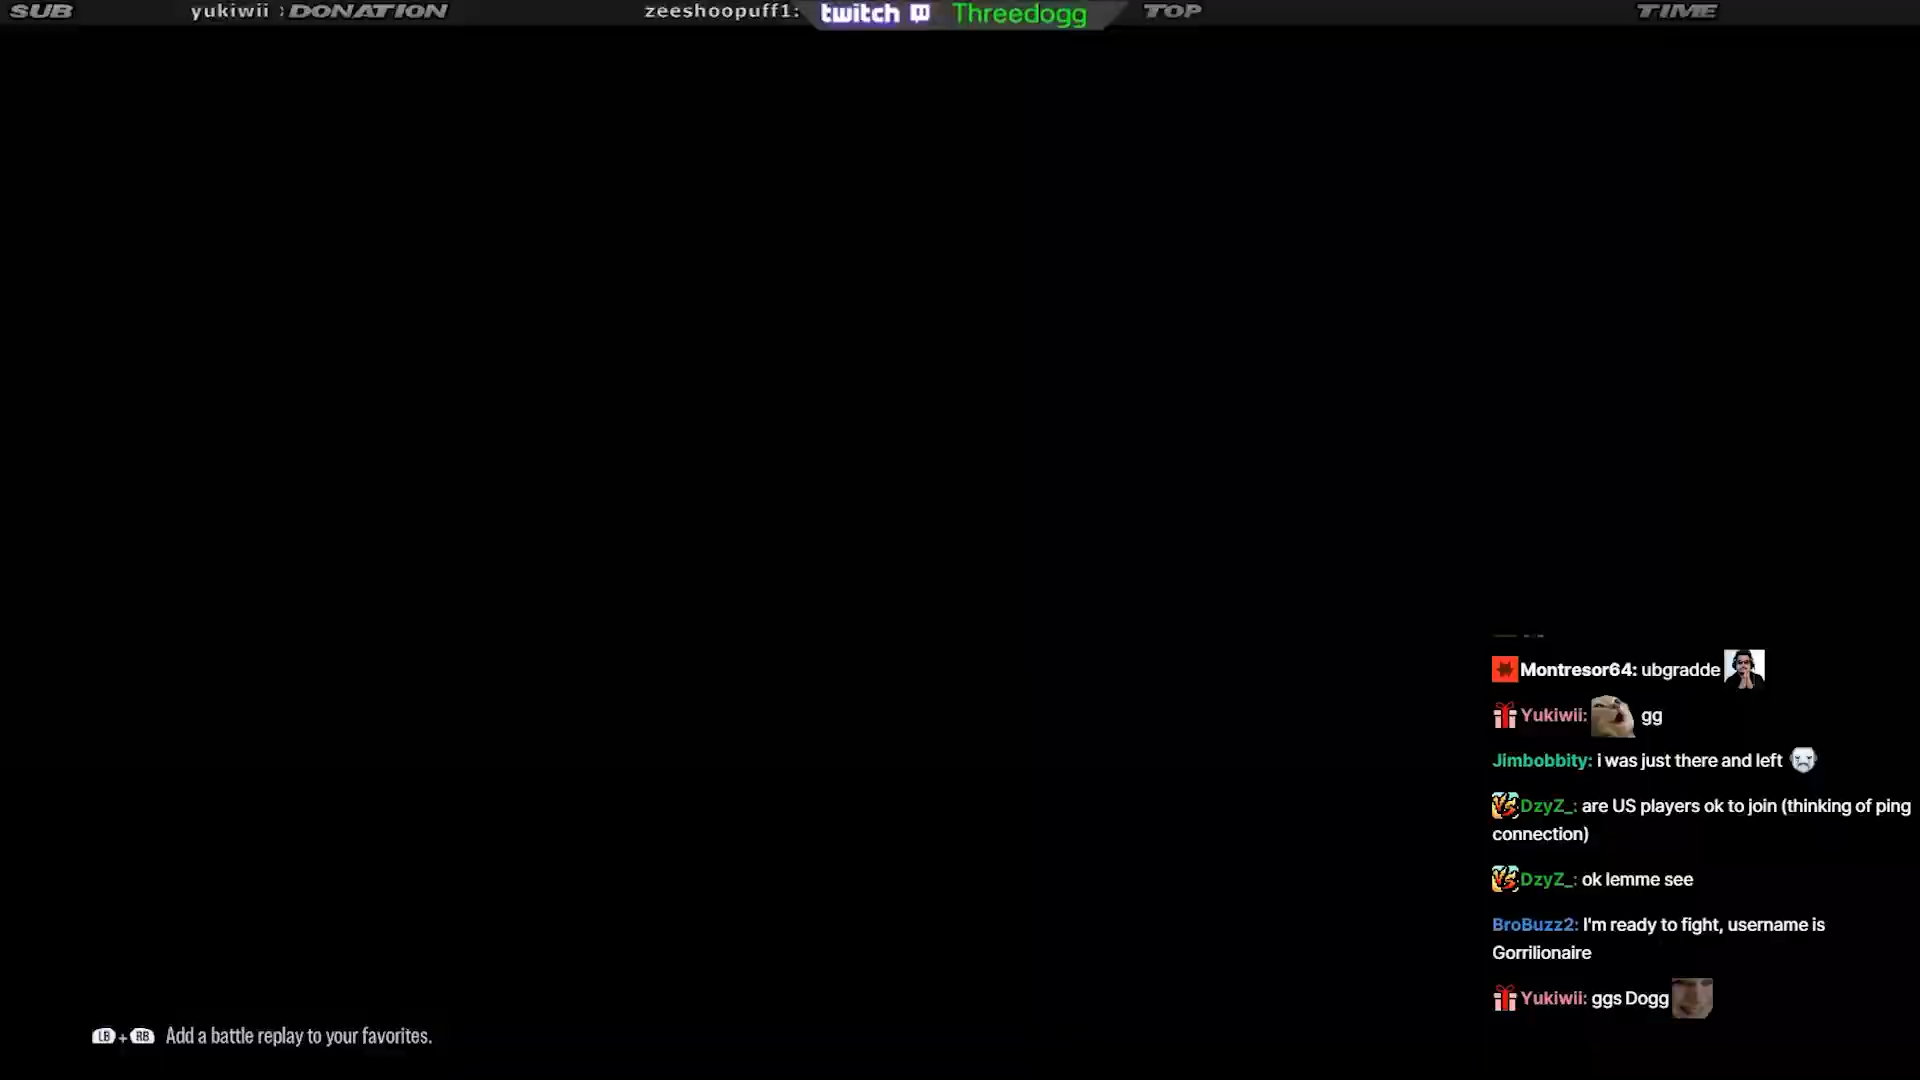 SUB yukiwii : DONATION zeeshoopuff1: twitch Threedogg TOP TIME
Montresor64: ubgradde
Yukiwii: gg
Jimbobbity: i was just there and left
DzyZ_: are US players ok to join (thinking of ping
connection)
DzyZ_: ok lemme see
BroBuzz2: I'm ready to fight, username is
Gorrilionaire
Yukiwii: ggs Dogg
LB + RB Add a battle replay to your favorites.